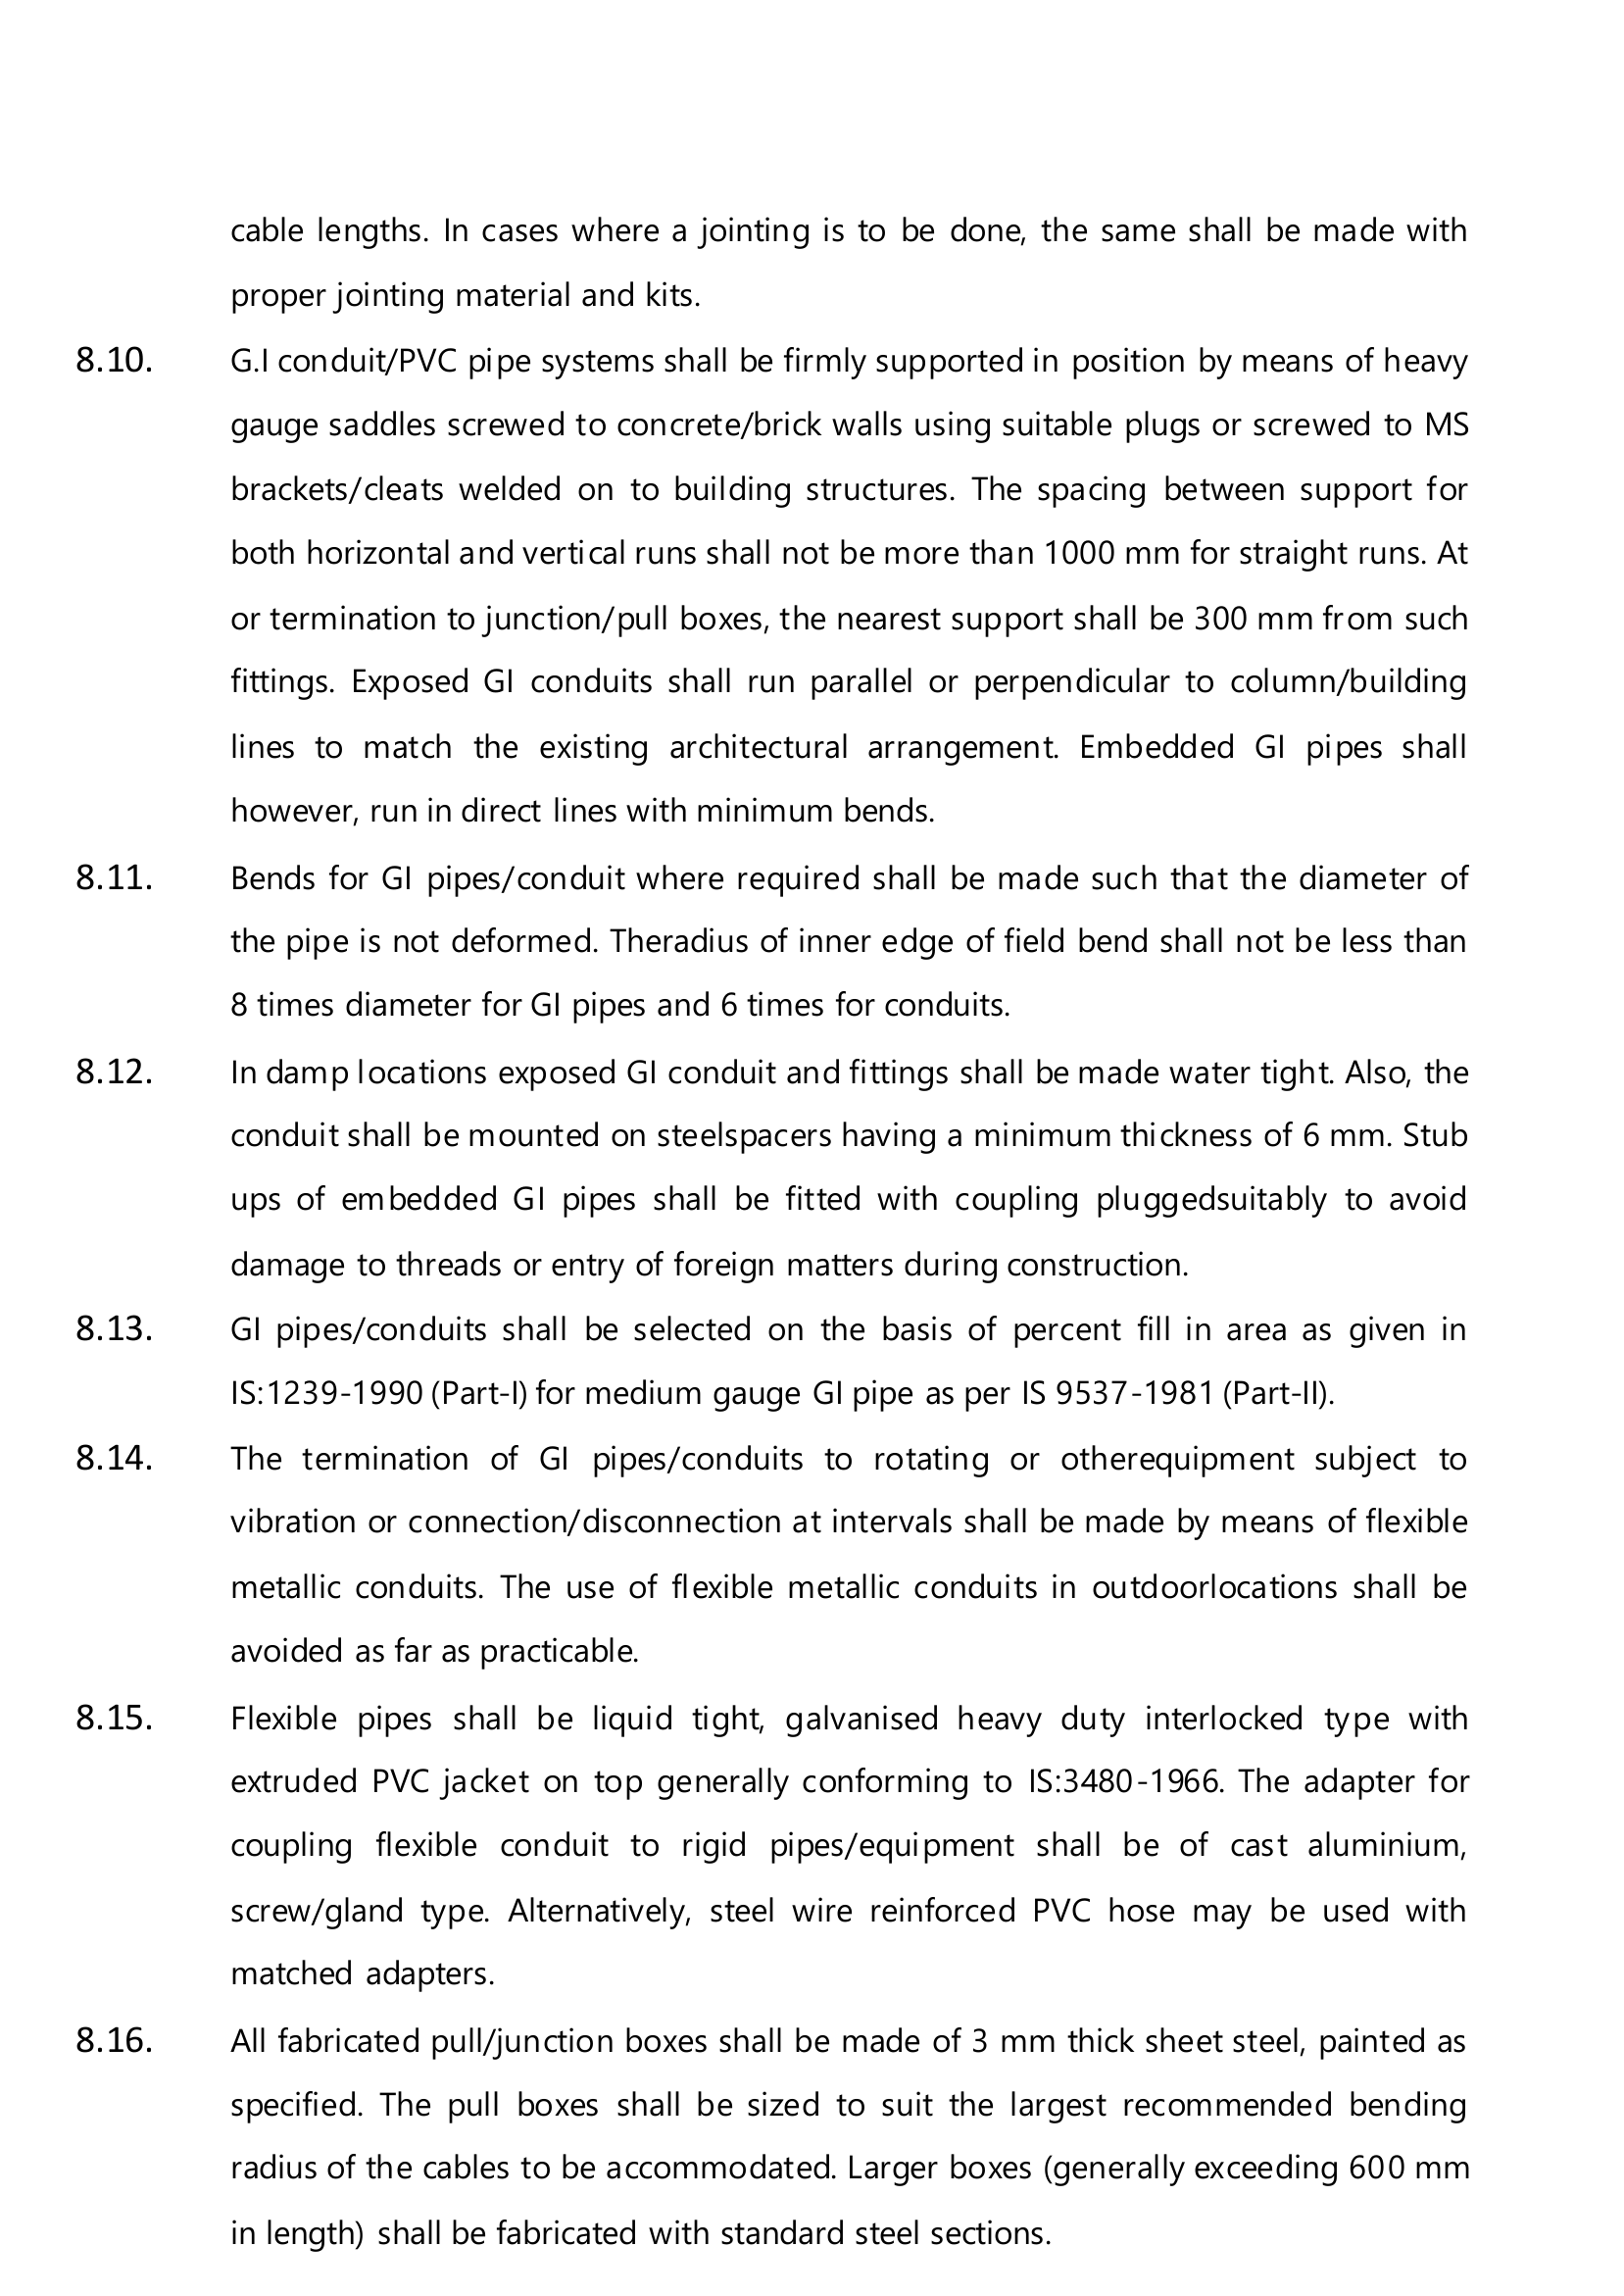 cable lengths. In cases where a jointing is to be done, the same shall be made with
proper jointing material and kits.
8.10. G.I conduit/PVC pipe systems shall be firmly supported in position by means of heavy
gauge saddles screwed to concrete/brick walls using suitable plugs or screwed to MS
brackets/cleats welded on to building structures. The spacing between support for
both horizontal and vertical runs shall not be more than 1000 mm for straight runs. At
or termination to junction/pull boxes, the nearest support shall be 300 mm from such
fittings. Exposed GI conduits shall run parallel or perpendicular to column/building
lines to match the existing architectural arrangement. Embedded GI pipes shall
however, run in direct lines with minimum bends.
8.11. Bends for GI pipes/conduit where required shall be made such that the diameter of
the pipe is not deformed. Theradius of inner edge of field bend shall not be less than
8 times diameter for GI pipes and 6 times for conduits.
8.12. In damp locations exposed GI conduit and fittings shall be made water tight. Also, the
conduit shall be mounted on steelspacers having a minimum thickness of 6 mm. Stub
ups of embedded GI pipes shall be fitted with coupling pluggedsuitably to avoid
damage to threads or entry of foreign matters during construction.
8.13. GI pipes/conduits shall be selected on the basis of percent fill in area as given in
IS:1239-1990 (Part-I) for medium gauge GI pipe as per IS 9537-1981 (Part-II).
8.14. The termination of GI pipes/conduits to rotating or otherequipment subject to
vibration or connection/disconnection at intervals shall be made by means of flexible
metallic conduits. The use of flexible metallic conduits in outdoorlocations shall be
avoided as far as practicable.
8.15. Flexible pipes shall be liquid tight, galvanised heavy duty interlocked type with
extruded PVC jacket on top generally conforming to IS:3480-1966. The adapter for
coupling flexible conduit to rigid pipes/equipment shall be of cast aluminium,
screw/gland type. Alternatively, steel wire reinforced PVC hose may be used with
matched adapters.
8.16. All fabricated pull/junction boxes shall be made of 3 mm thick sheet steel, painted as
specified. The pull boxes shall be sized to suit the largest recommended bending
radius of the cables to be accommodated. Larger boxes (generally exceeding 600 mm
in length) shall be fabricated with standard steel sections.